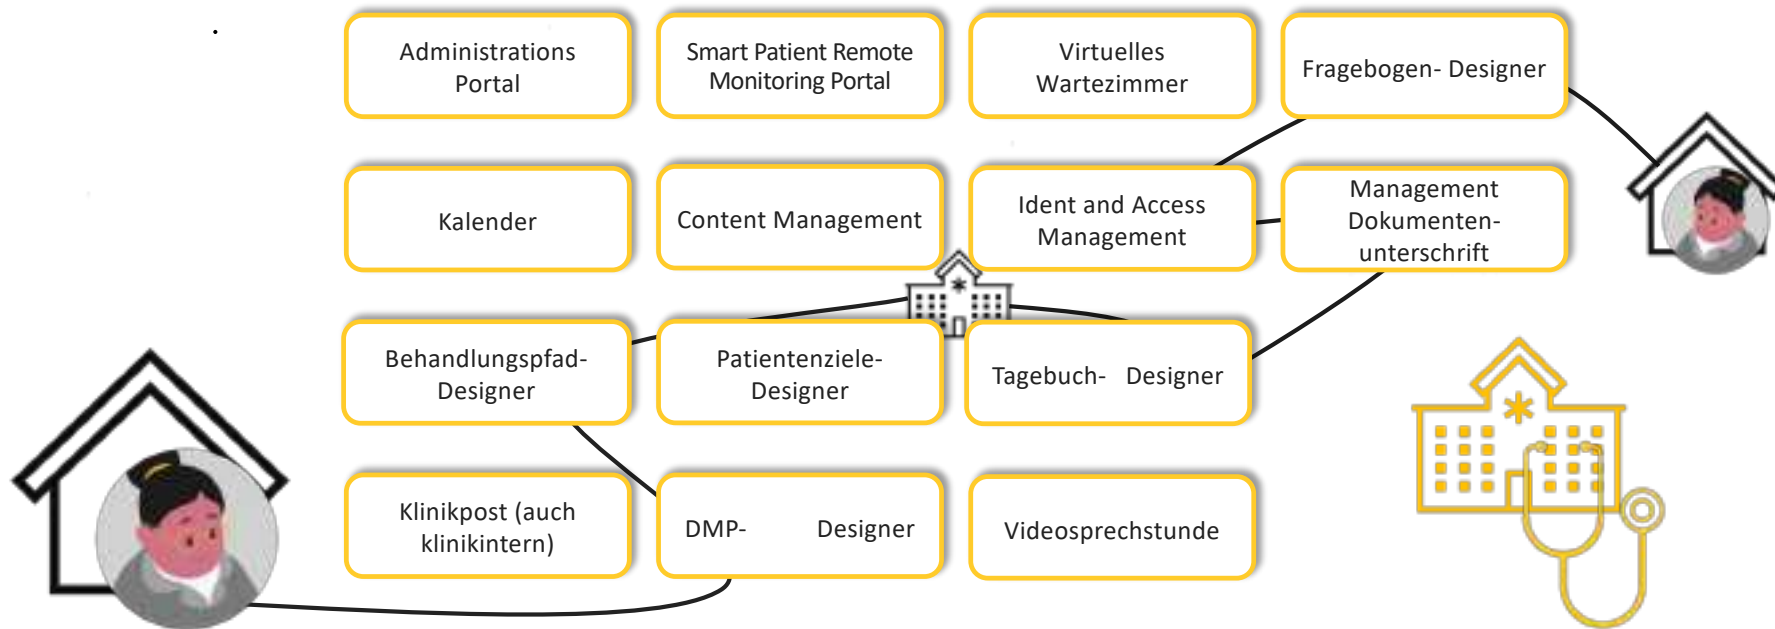 Administrations
Portal
Smart Patient Remote
Monitoring Portal
Virtuelles
Wartezimmer
Fragebogen- Designer
Kalender
Content Management
Ident and Access
Management
Management
Dokumenten-
unterschrift
Behandlungspfad-
Designer
Patientenziele-
Designer
Tagebuch- Designer
Klinikpost (auch
klinikintern)
DMP- Designer
Videosprechstunde